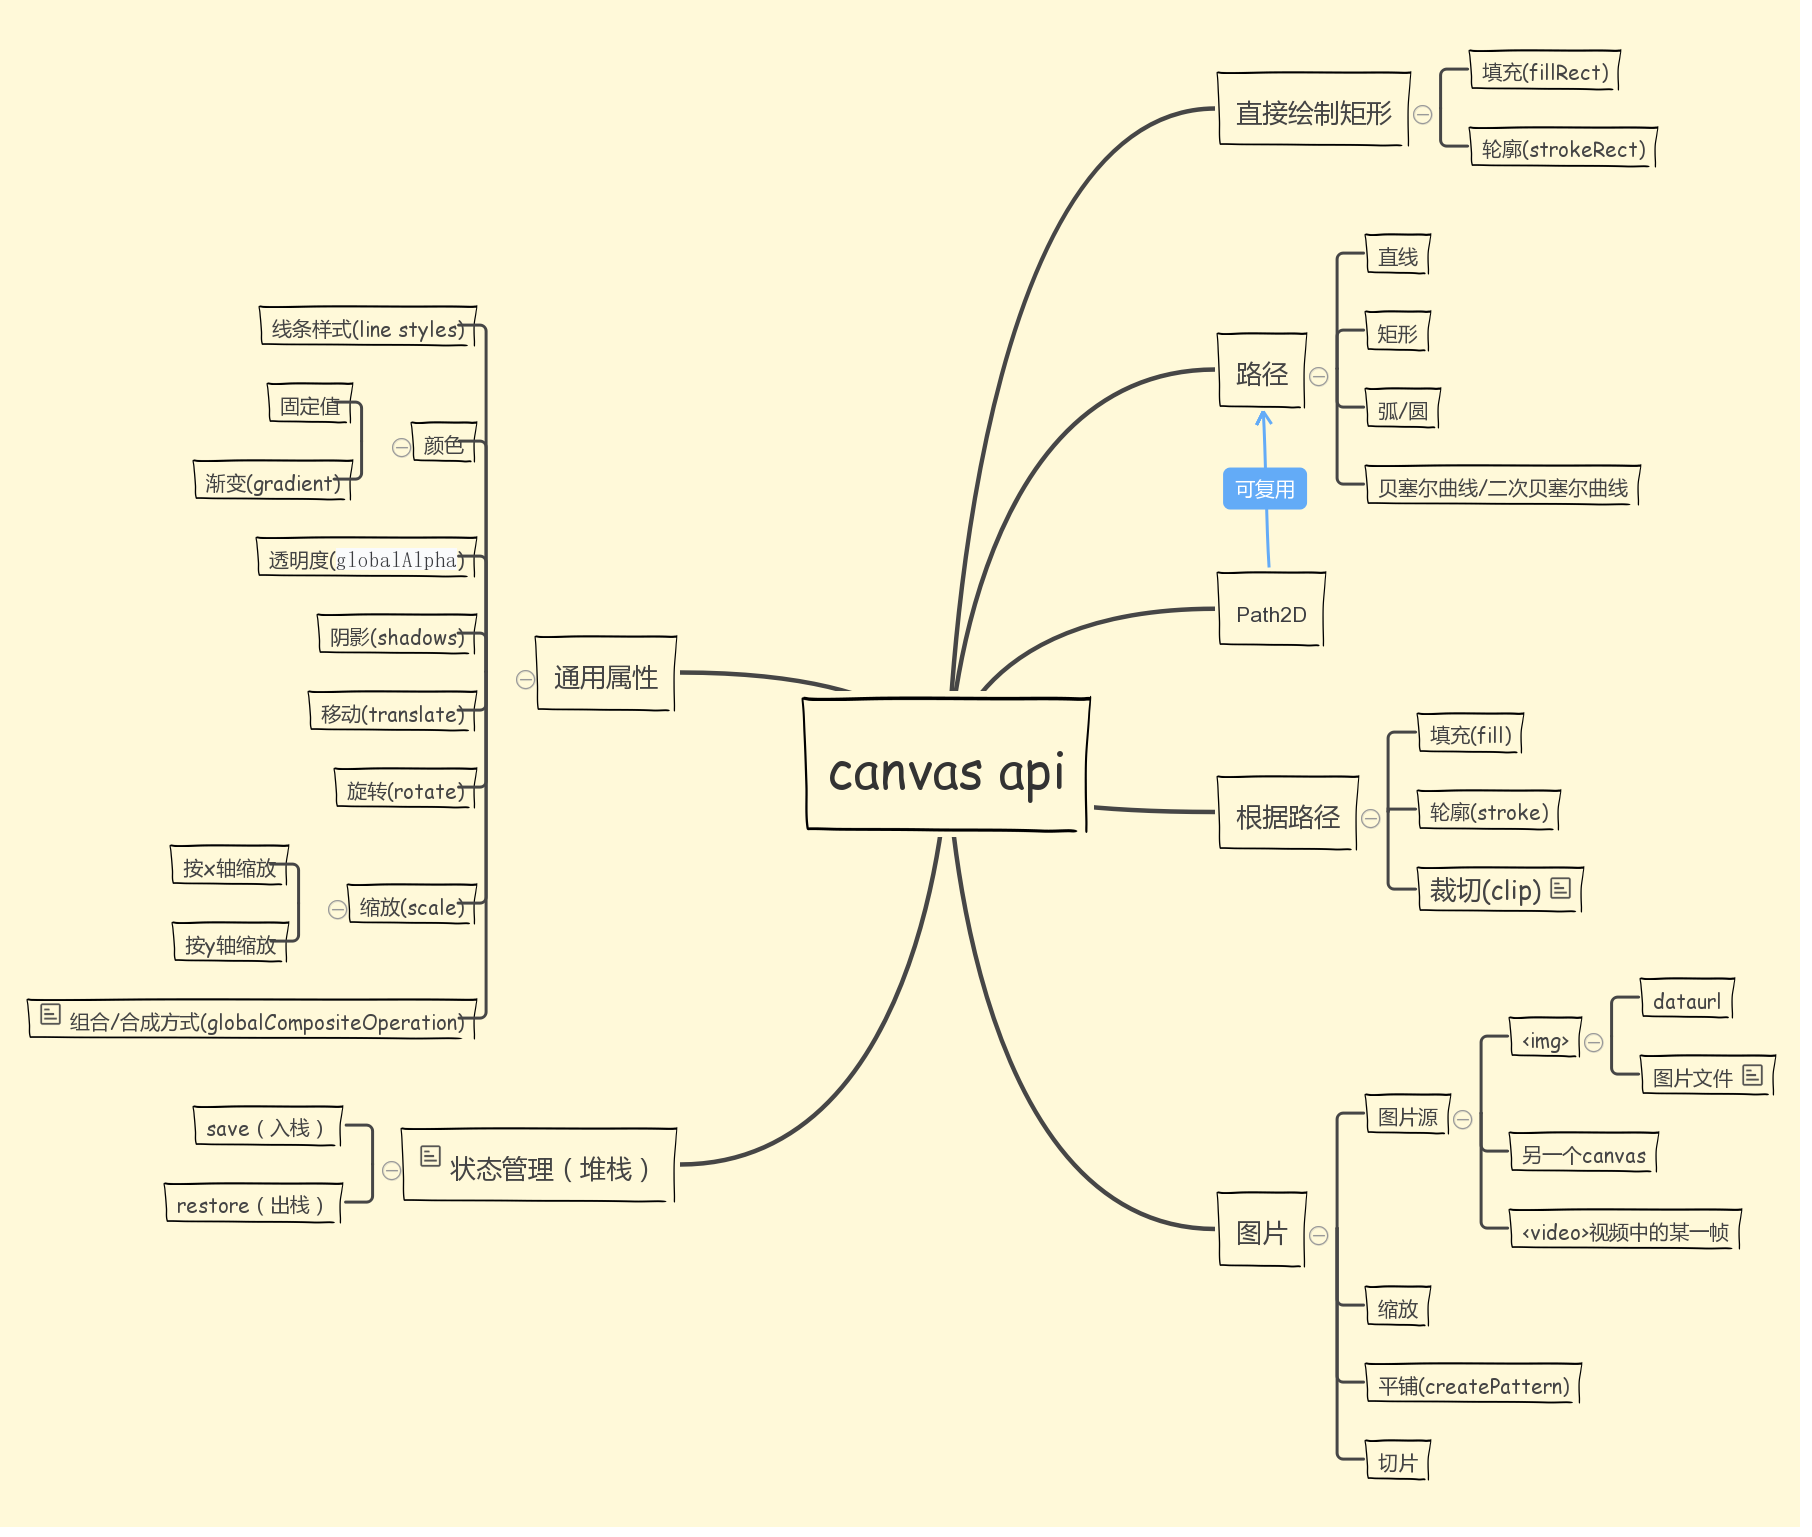 canvas api
直接绘制矩形
填充(fillRect)
轮廓(strokeRect)
路径
直线
矩形
弧/圆
贝塞尔曲线/二次贝塞尔曲线
可复用
Path2D
根据路径
填充(fill)
轮廓(stroke)
裁切(clip)
图片
图片源
<img>
dataurl
图片文件
另一个canvas
<video>视频中的某一帧
缩放
平铺(createPattern)
切片
通用属性
线条样式(line styles)
颜色
固定值
渐变(gradient)
透明度(globalAlpha)
阴影(shadows)
移动(translate)
旋转(rotate)
缩放(scale)
按x轴缩放
按y轴缩放
组合/合成方式(globalCompositeOperation)
状态管理（堆栈）
save（入栈）
restore（出栈）